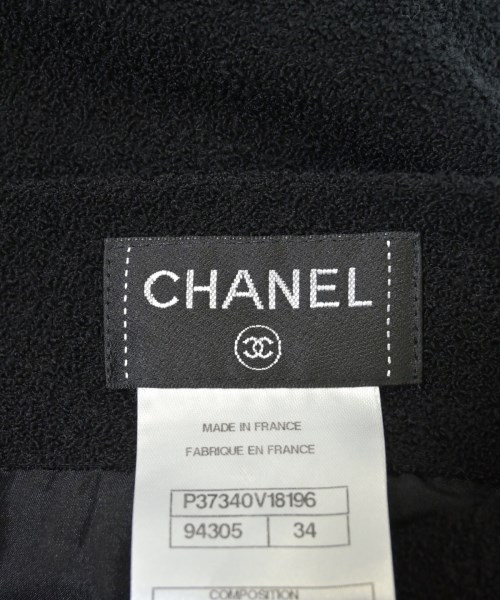 CHANEL
MADE IN FRANCE
FABRIQUE EN FRANCE
P37340V18196
94305 34
COMPOSITION